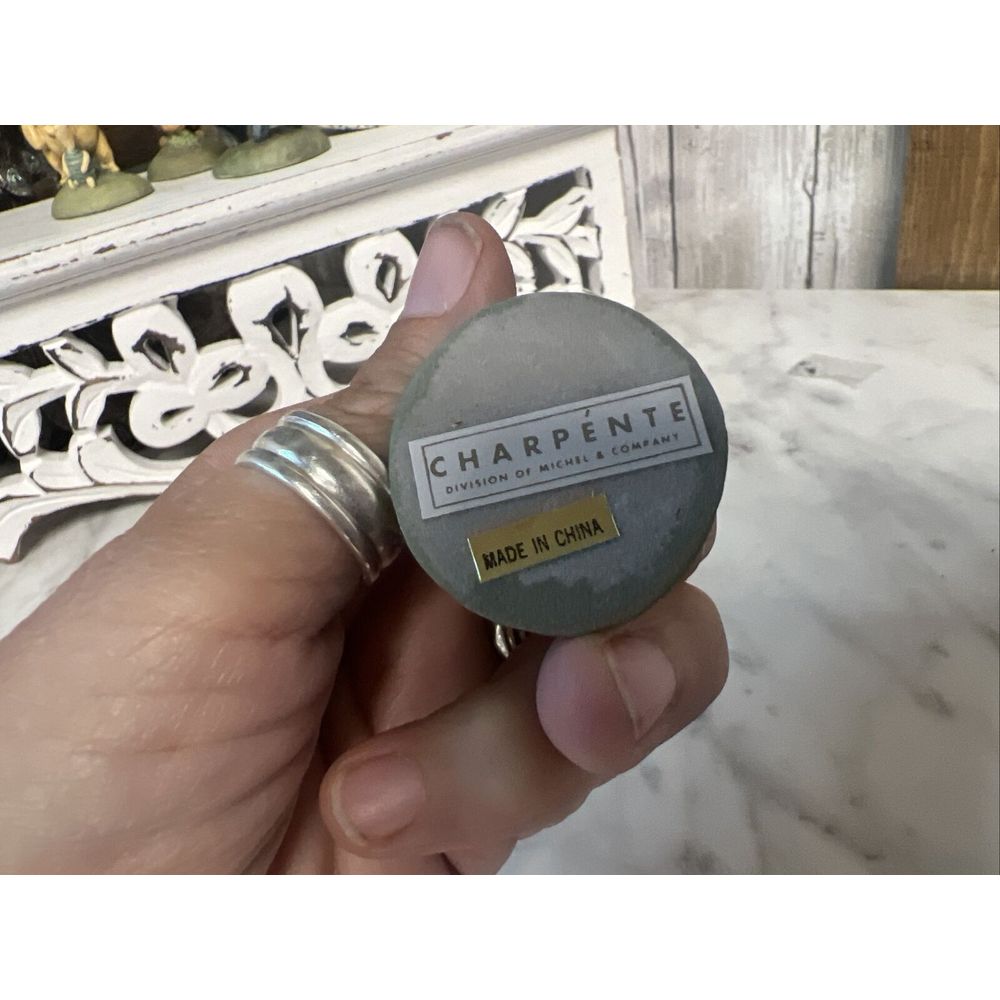 CHARPÉNTE
DIVISION OF MICHEL & COMPANY
MADE IN CHINA